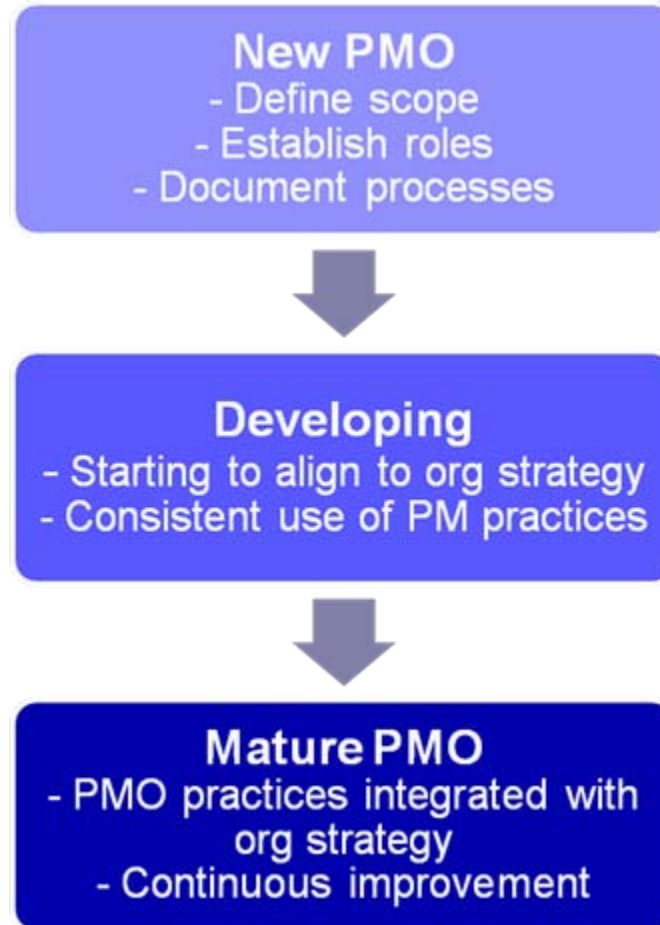 New PMO
- Define scope
- Establish roles
- Document processes
Developing
- Starting to align to org strategy
- Consistent use of PM practices
Mature PMO
- PMO practices integrated with
org strategy
- Continuous improvement